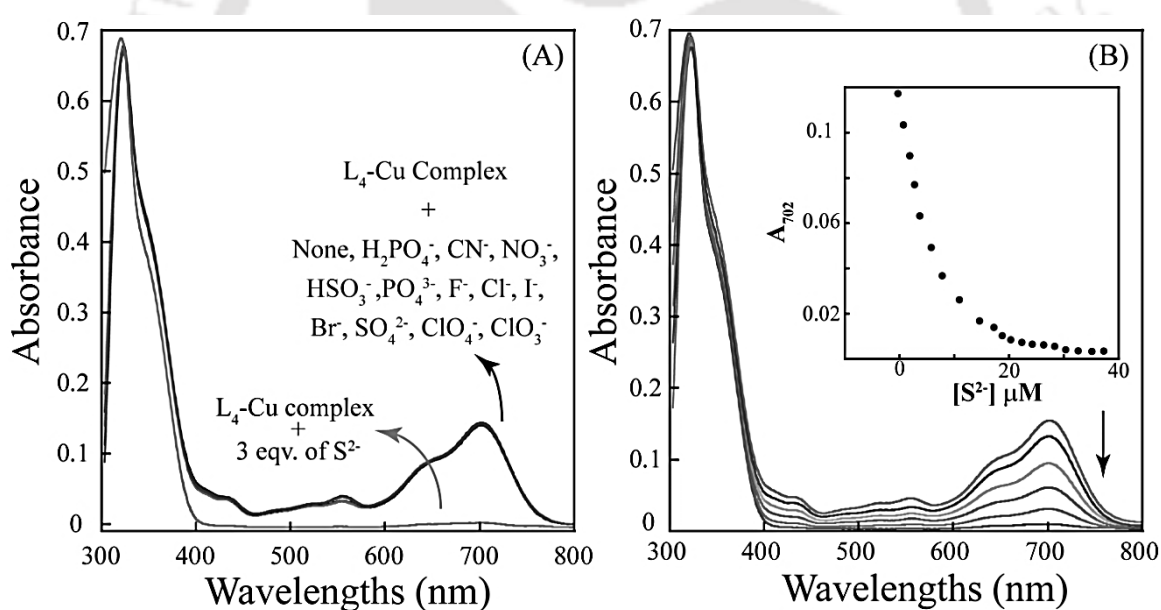 (A)
0.7
0.6
0.5
0.4
0.3
0.2
0.1
0
Absorbance
L₄-Cu Complex
+
None, H₂PO₄⁻, CN⁻, NO₃⁻,
HSO₃⁻,PO₄³⁻, F⁻, Cl⁻, I⁻,
Br⁻, SO₄²⁻, ClO₄⁻, ClO₃⁻
L₄-Cu complex
+
3 eqv. of S²⁻
300 400 500 600 700 800
Wavelengths (nm)
(B)
0.7
0.6
0.5
0.4
0.3
0.2
0.1
0
Absorbance
0.1
0.06
0.02
A₇₀₂
0 20 40
[S²⁻] µM
300 400 500 600 700 800
Wavelengths (nm)